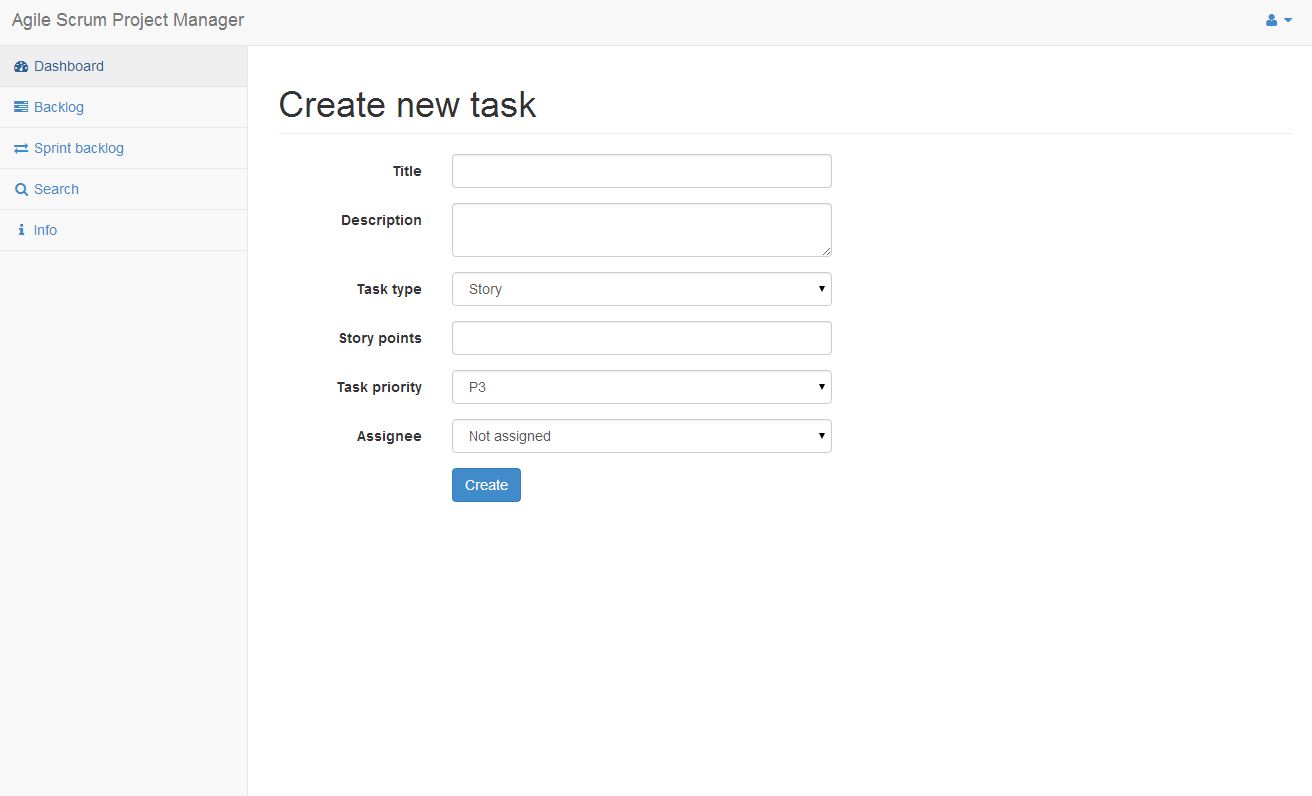 Agile Scrum Project Manager
Dashboard
Backlog
Sprint backlog
Search
Info
Create new task
Title
Description
Task type
Story
Story points
Task priority
P3
Assignee
Not assigned
Create